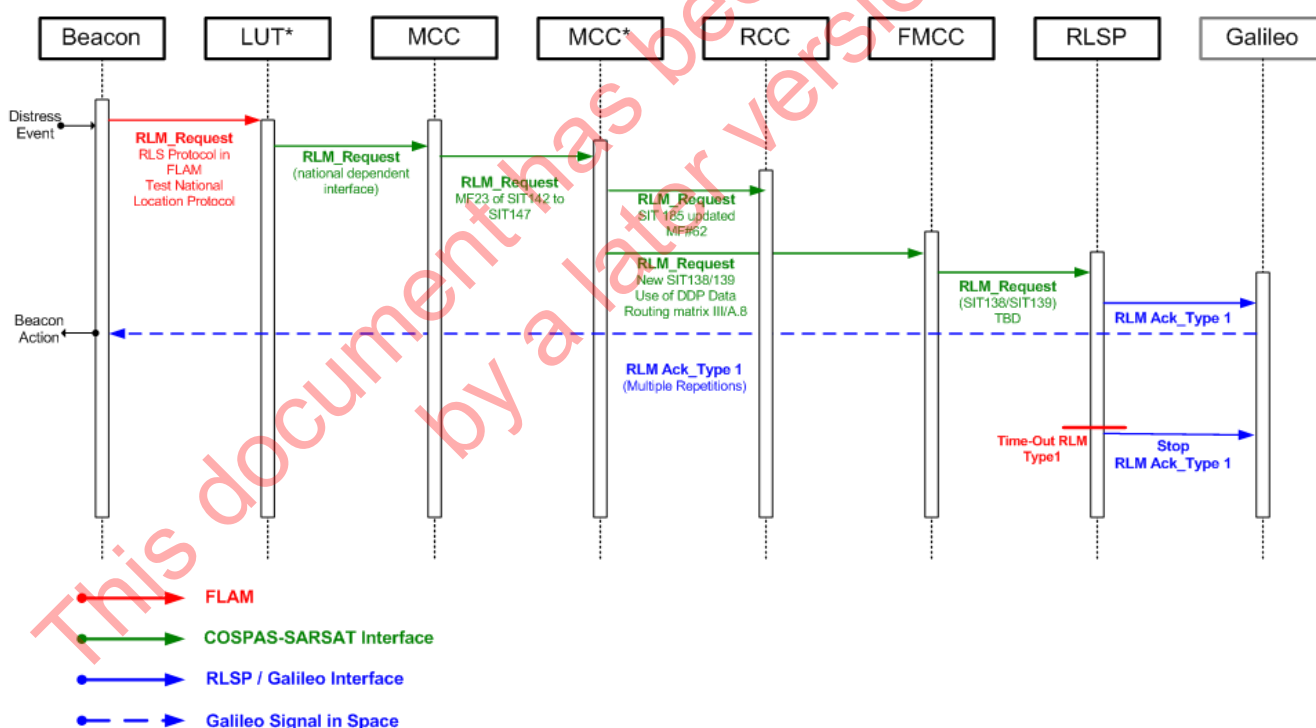 Beacon
LUT*
MCC
MCC*
RCC
FMCC
RLSP
Galileo
Distress
Event
RLM_Request
RLS Protocol in
FLAM
Test National
Location Protocol
RLM_Request
(national dependent
interface)
RLM_Request
MF23 of SIT142 to
SIT147
RLM_Request
SIT 185 updated
MF#62
RLM_Request
New SIT138/139
Use of DDP Data
Routing matrix III/A.8
RLM_Request
(SIT138/SIT139)
TBD
RLM Ack_Type 1
Beacon
Action
RLM Ack_Type 1
(Multiple Repetitions)
Time-Out RLM
Type1
Stop
RLM Ack_Type 1
FLAM
COSPAS-SARSAT Interface
RLSP / Galileo Interface
Galileo Signal in Space
This document has been
by a later version